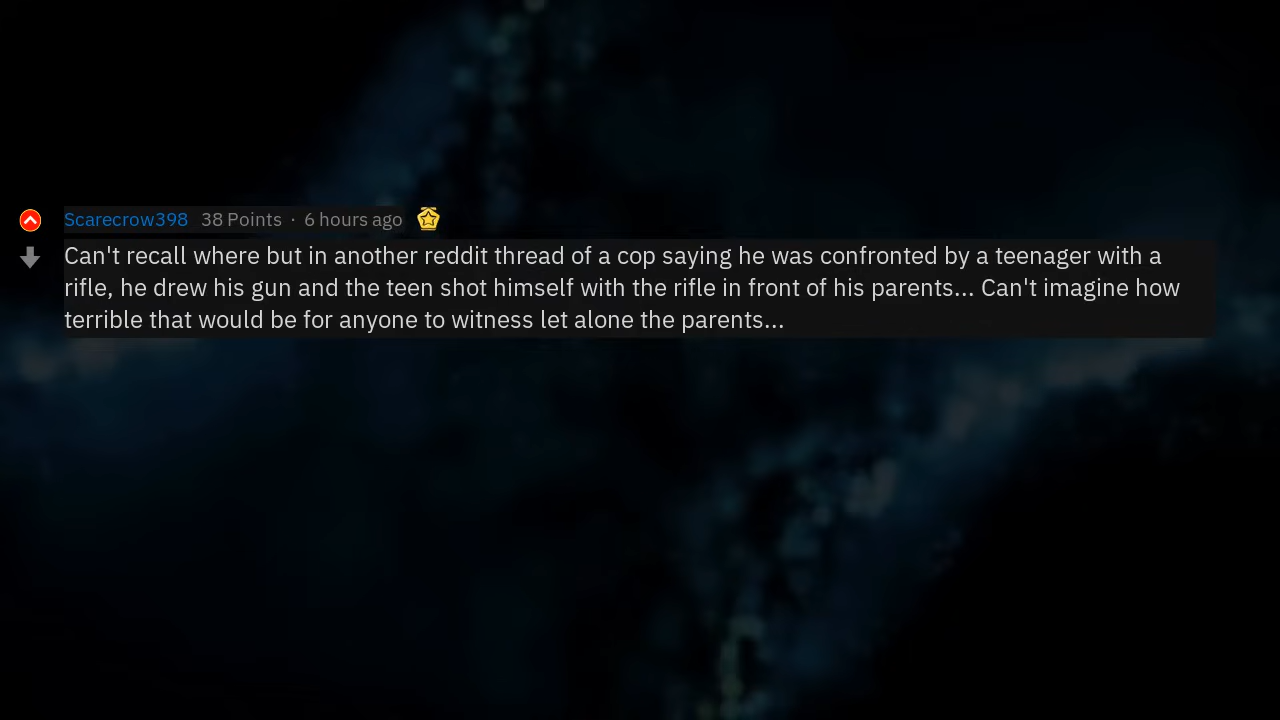 Scarecrow398 38 Points · 6 hours ago
Can't recall where but in another reddit thread of a cop saying he was confronted by a teenager with a
rifle, he drew his gun and the teen shot himself with the rifle in front of his parents... Can't imagine how
terrible that would be for anyone to witness let alone the parents...